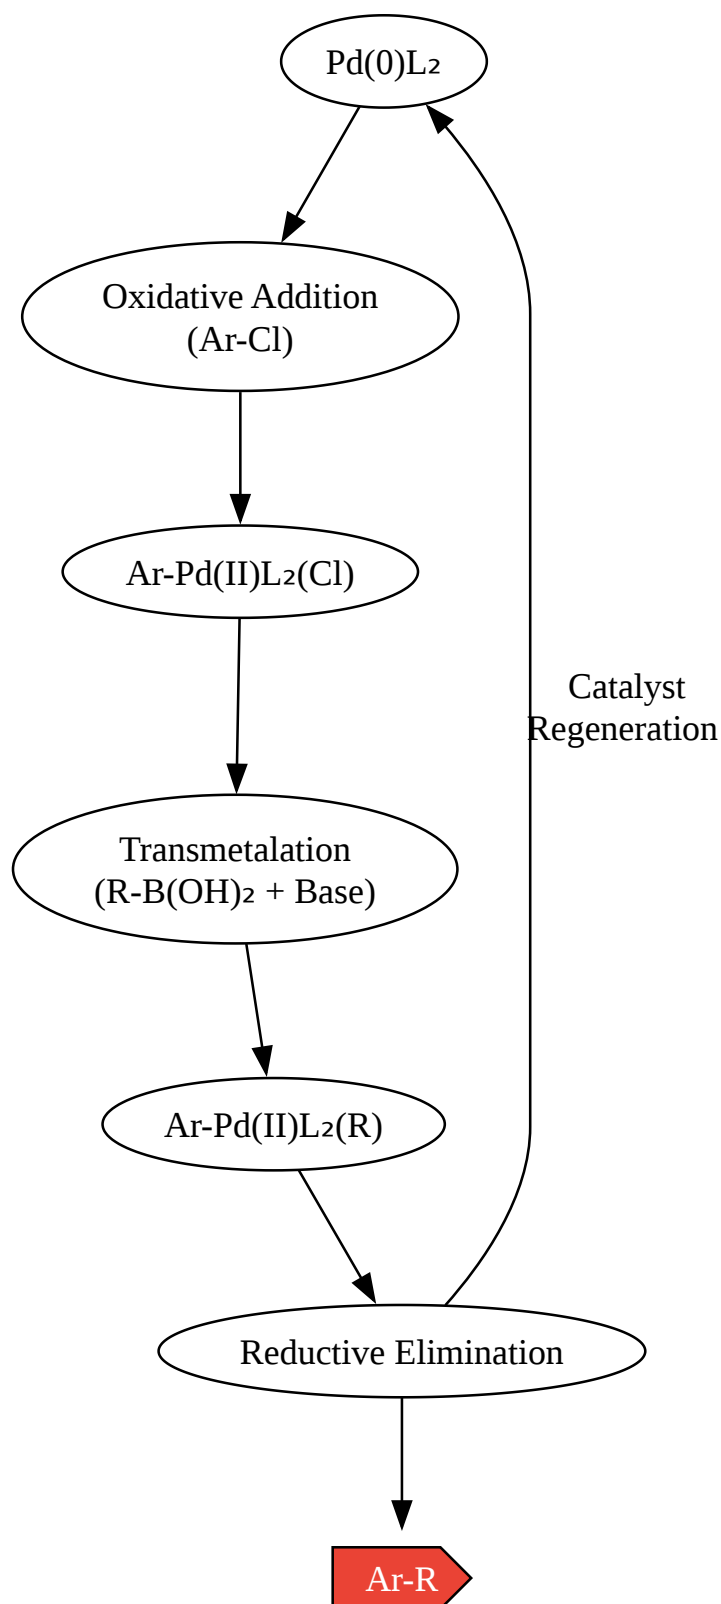 Pd(0)L₂
Oxidative Addition
(Ar-Cl)
Ar-Pd(II)L₂(Cl)
Catalyst
Regeneration
Transmetalation
(R-B(OH)₂ + Base)
Ar-Pd(II)L₂(R)
Reductive Elimination
Ar-R